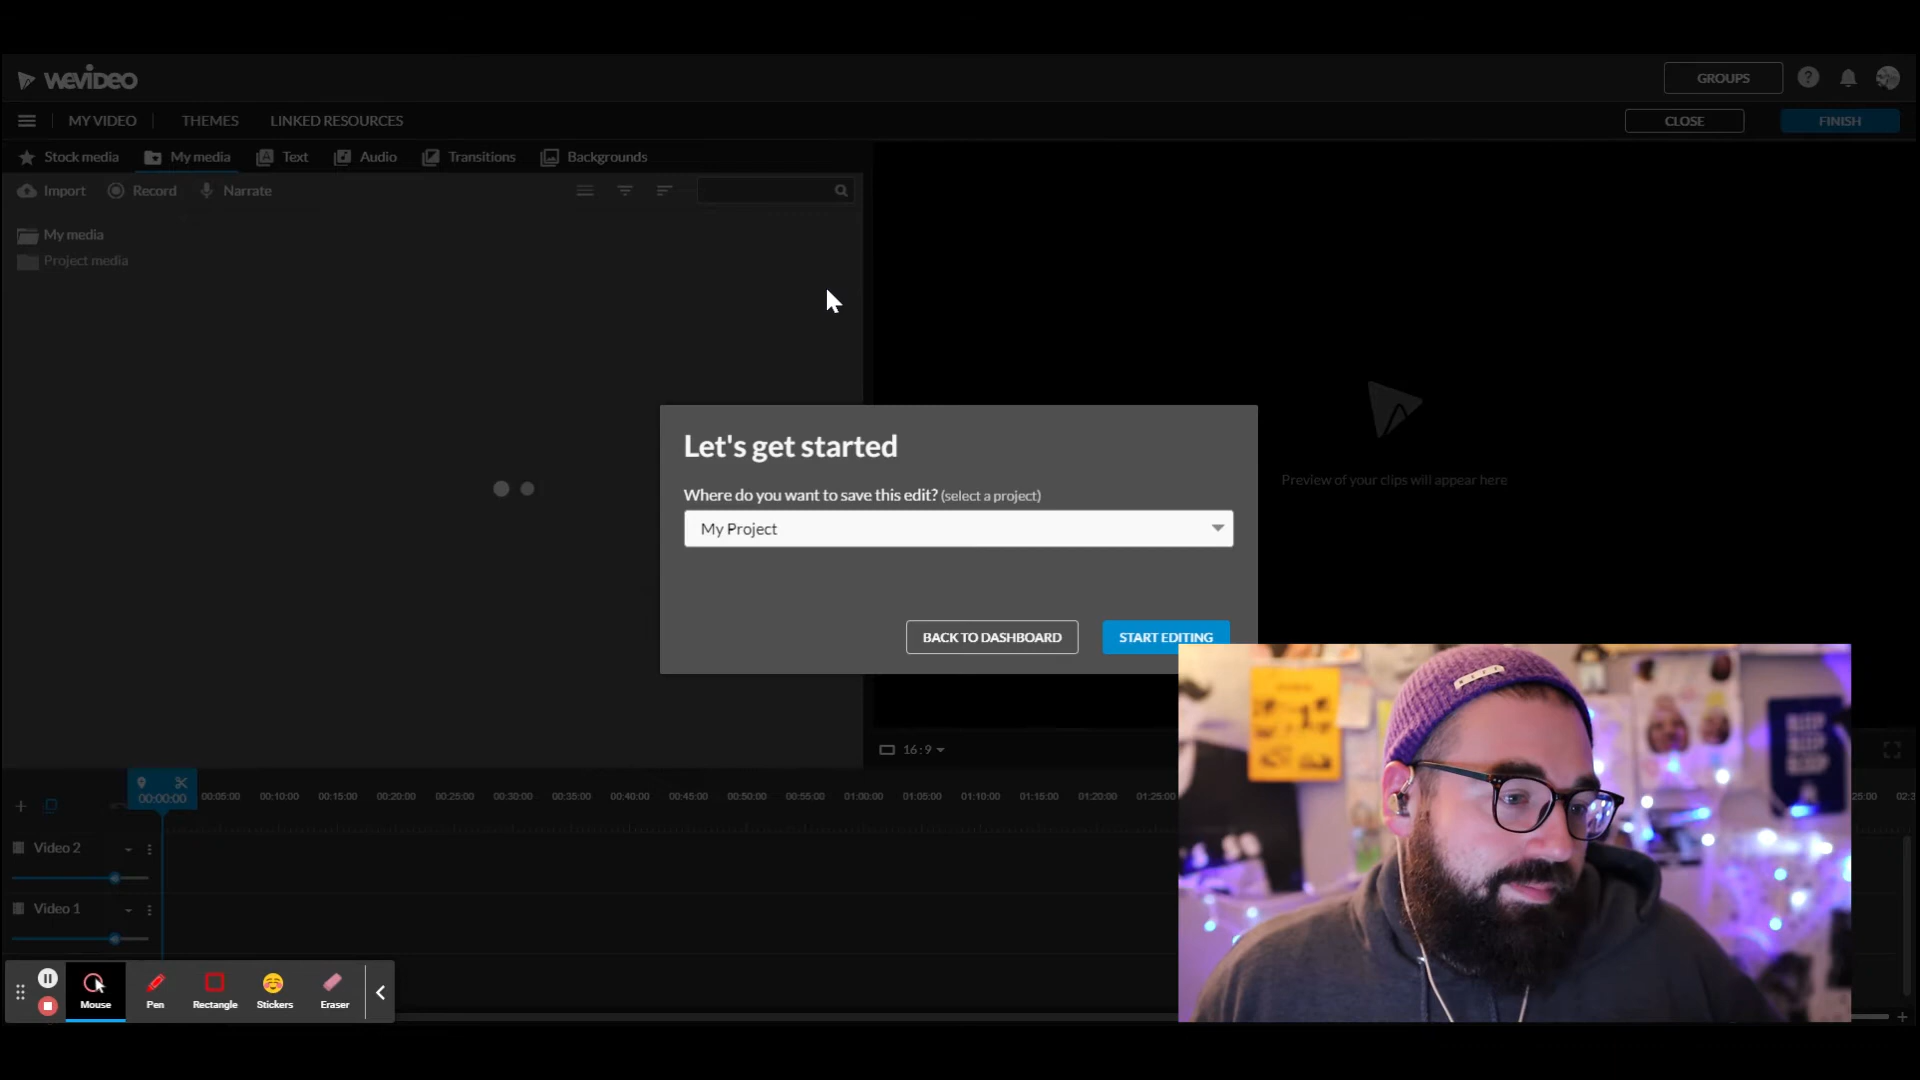 WeVideo
GROUPS
MY VIDEO
THEMES
LINKED RESOURCES
CLOSE
FINISH
Stock media
My media
Text
Audio
Transitions
Backgrounds
Import
Record
Narrate
My media
Project media
Let's get started
Where do you want to save this edit? (select a project)
My Project
BACK TO DASHBOARD
START EDITING
Preview of your clips will appear here
16:9
00:00:00
00:05:00
00:10:00
00:15:00
00:20:00
00:25:00
00:30:00
00:35:00
00:40:00
00:45:00
00:50:00
00:55:00
01:00:00
01:05:00
01:10:00
01:15:00
01:20:00
01:25:00
Video 2
Video 1
Mouse
Pen
Rectangle
Stickers
Eraser